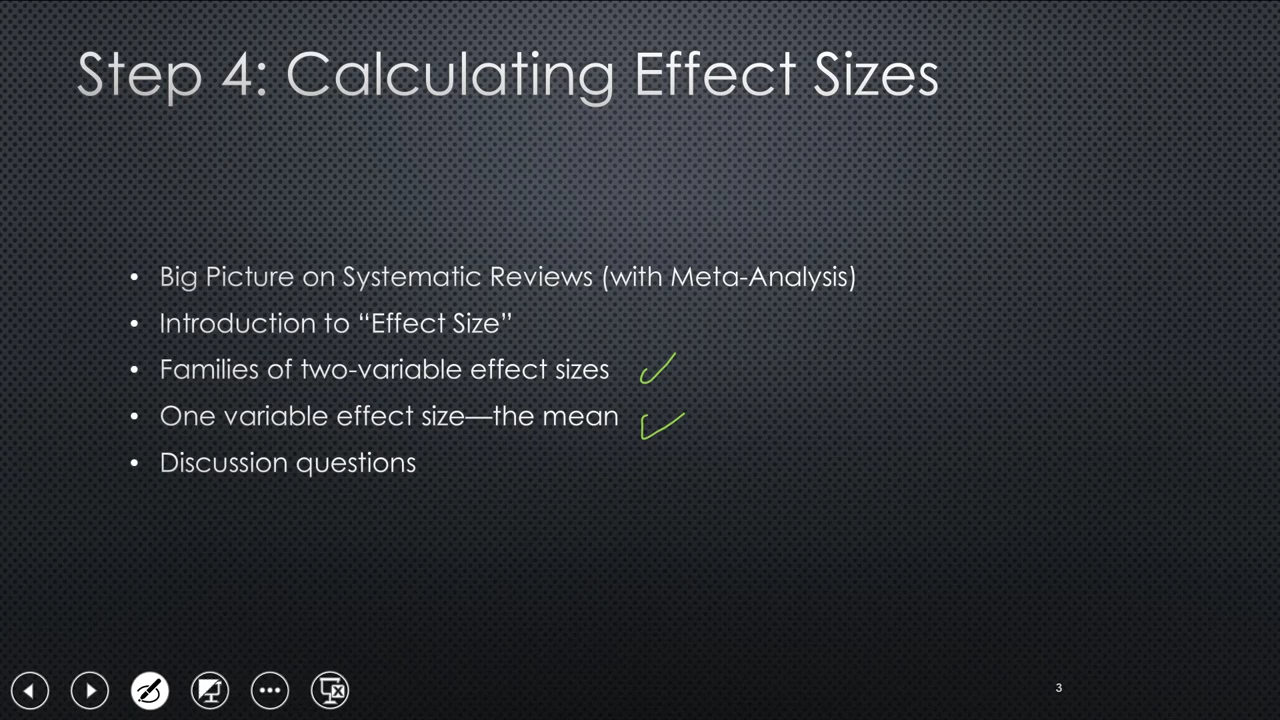 Step 4: Calculating Effect Sizes
• Big Picture on Systematic Reviews (with Meta-Analysis)
• Introduction to “Effect Size”
• Families of two-variable effect sizes
• One variable effect size—the mean
• Discussion questions
3